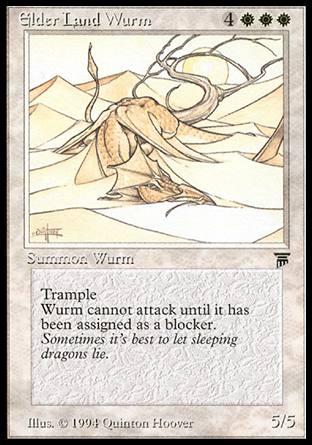 Elder Land Wurm 4
Summon Wurm
Trample
Wurm cannot attack until it has
been assigned as a blocker.
Sometimes it's best to let sleeping
dragons lie.
Illus. © 1994 Quinton Hoover 5/5